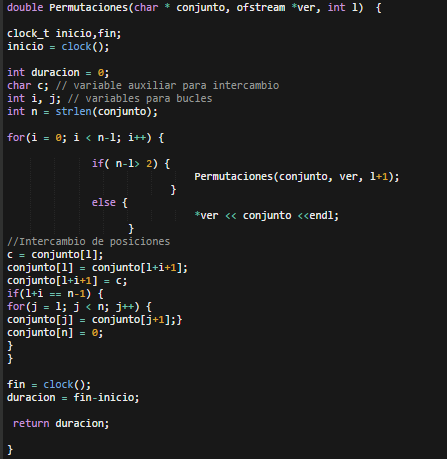 double Permutaciones(char * conjunto, ofstream *ver, int l)  {
clock_t inicio,fin;
inicio = clock();
int duracion = 0;
char c; // variable auxiliar para intercambio
int i, j; // variables para bucles
int n = strlen(conjunto);
for(i = 0; i < n-l; i++) {
if( n-l> 2) {
Permutaciones(conjunto, ver, l+1);
}
else {
*ver << conjunto <<endl;
}
//Intercambio de posiciones
c = conjunto[l];
conjunto[l] = conjunto[l+i+1];
conjunto[l+i+1] = c;
if(l+i == n-1) {
for(j = l; j < n; j++) {
conjunto[j] = conjunto[j+1];}
conjunto[n] = 0;
}
}
fin = clock();
duracion = fin-inicio;
return duracion;
}